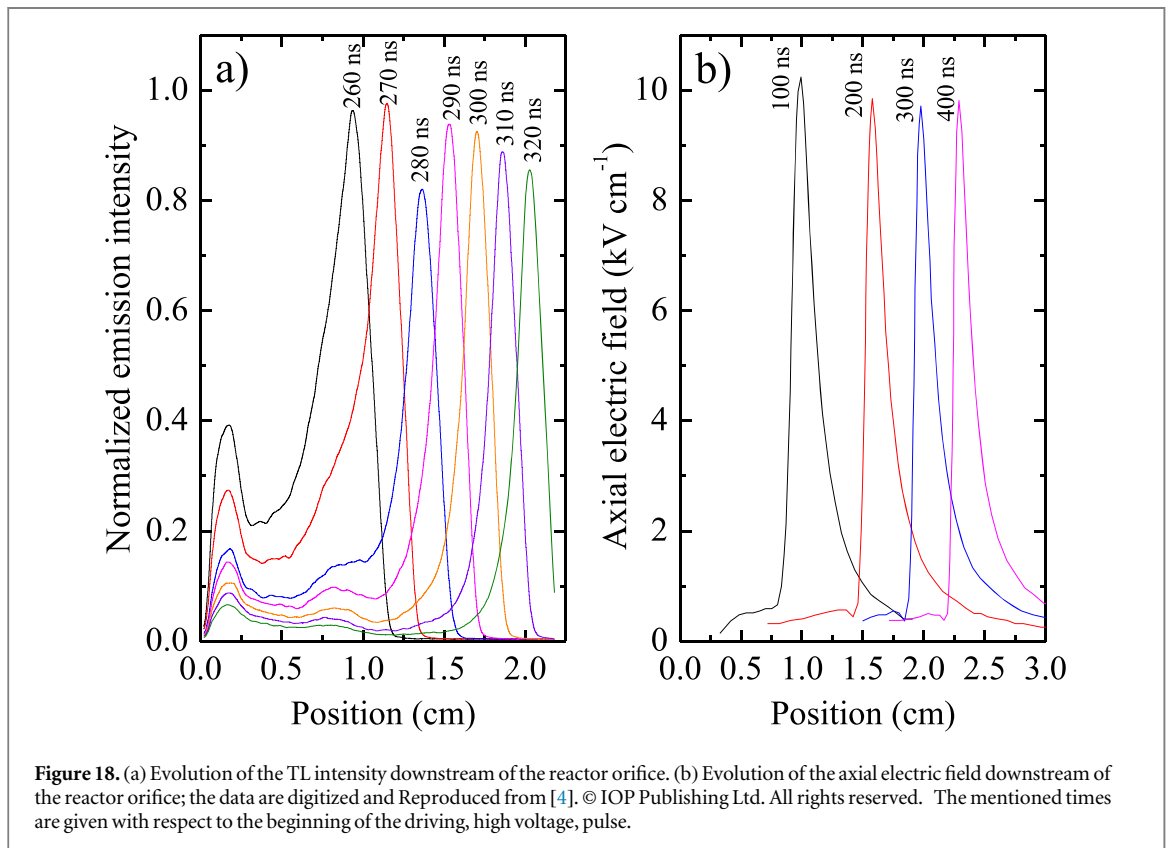 a)
260 ns
270 ns
280 ns
290 ns
300 ns
310 ns
320 ns
1.0
0.8
0.6
0.4
0.2
0.0
Normalized emission intensity
0.0 0.5 1.0 1.5 2.0
Position (cm)
b)
100 ns
200 ns
300 ns
400 ns
10
8
6
4
2
0
Axial electric field (kV cm⁻¹)
0.0 0.5 1.0 1.5 2.0 2.5 3.0
Position (cm)
Figure 18. (a) Evolution of the TL intensity downstream of the reactor orifice. (b) Evolution of the axial electric field downstream of
the reactor orifice; the data are digitized and Reproduced from [4]. © IOP Publishing Ltd. All rights reserved. The mentioned times
are given with respect to the beginning of the driving, high voltage, pulse.